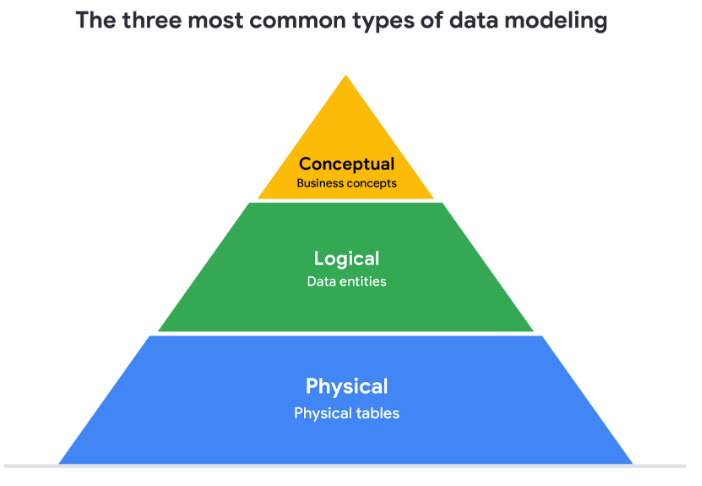 The three most common types of data modeling
Conceptual
Business concepts
Logical
Data entities
Physical
Physical tables